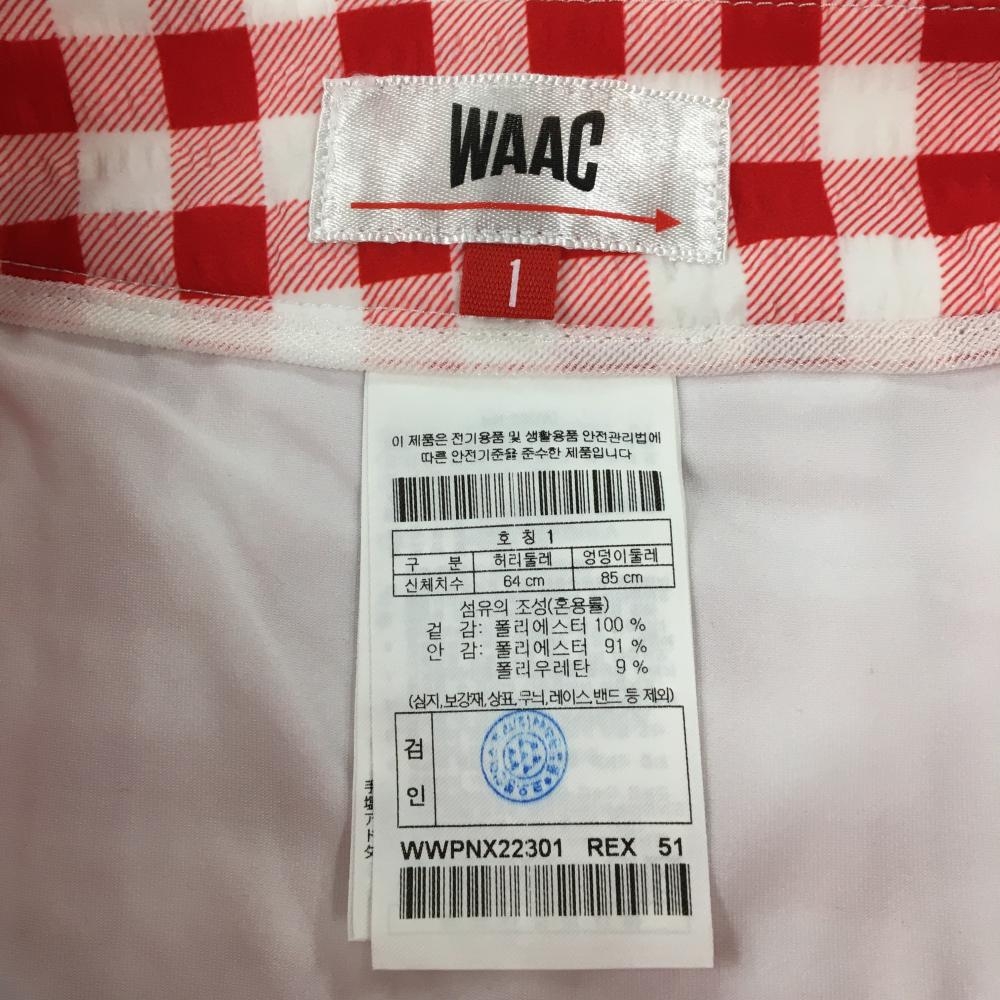 WAAC
1
이 제품은 전기용품 및 생활용품 안전관리법에
따른 안전기준을 준수한 제품입니다
호 칭 1
구 분 허리둘레 엉덩이둘레
신체치수 64 cm 85 cm
섬유의 조성(혼용률)
겉 감: 폴리에스터 100 %
안 감: 폴리에스터 91 %
폴리우레탄 9 %
(심지,보강재,상표,무늬,레이스,밴드 등 제외)
검
인
WWPNX22301 REX 51